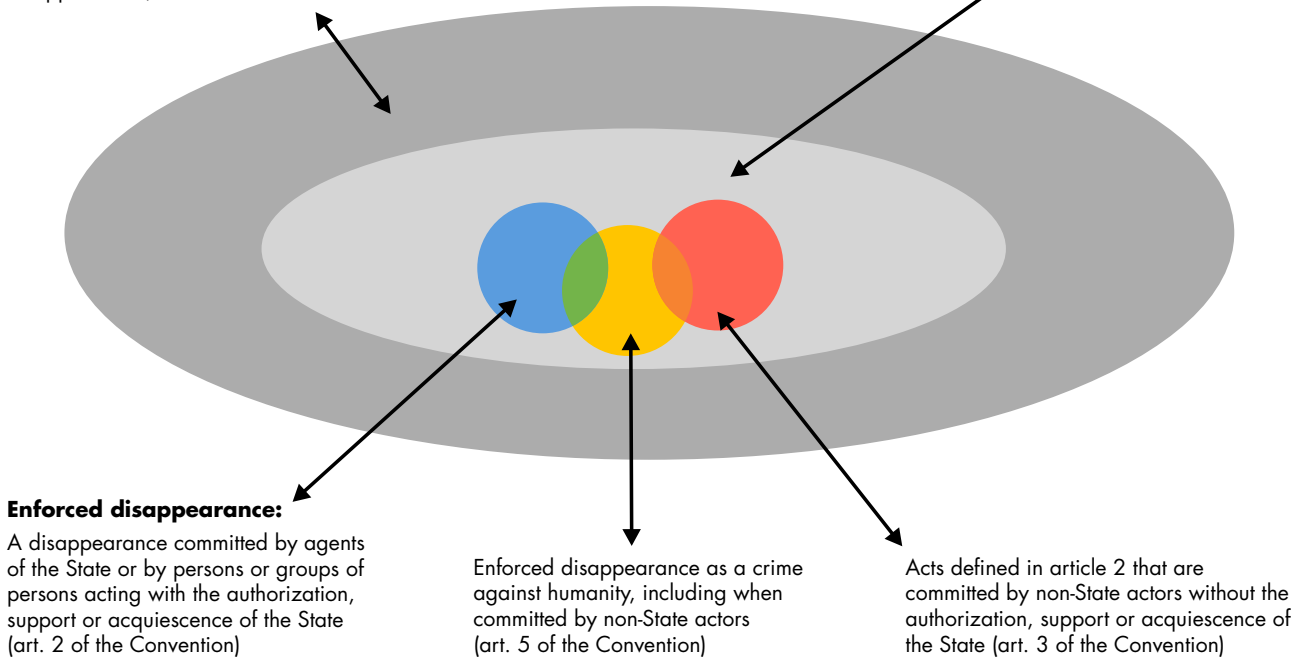 Enforced disappearance:
A disappearance committed by agents
of the State or by persons or groups of
persons acting with the authorization,
support or acquiescence of the State
(art. 2 of the Convention)
Enforced disappearance as a crime
against humanity, including when
committed by non-State actors
(art. 5 of the Convention)
Acts defined in article 2 that are
committed by non-State actors without the
authorization, support or acquiescence of
the State (art. 3 of the Convention)